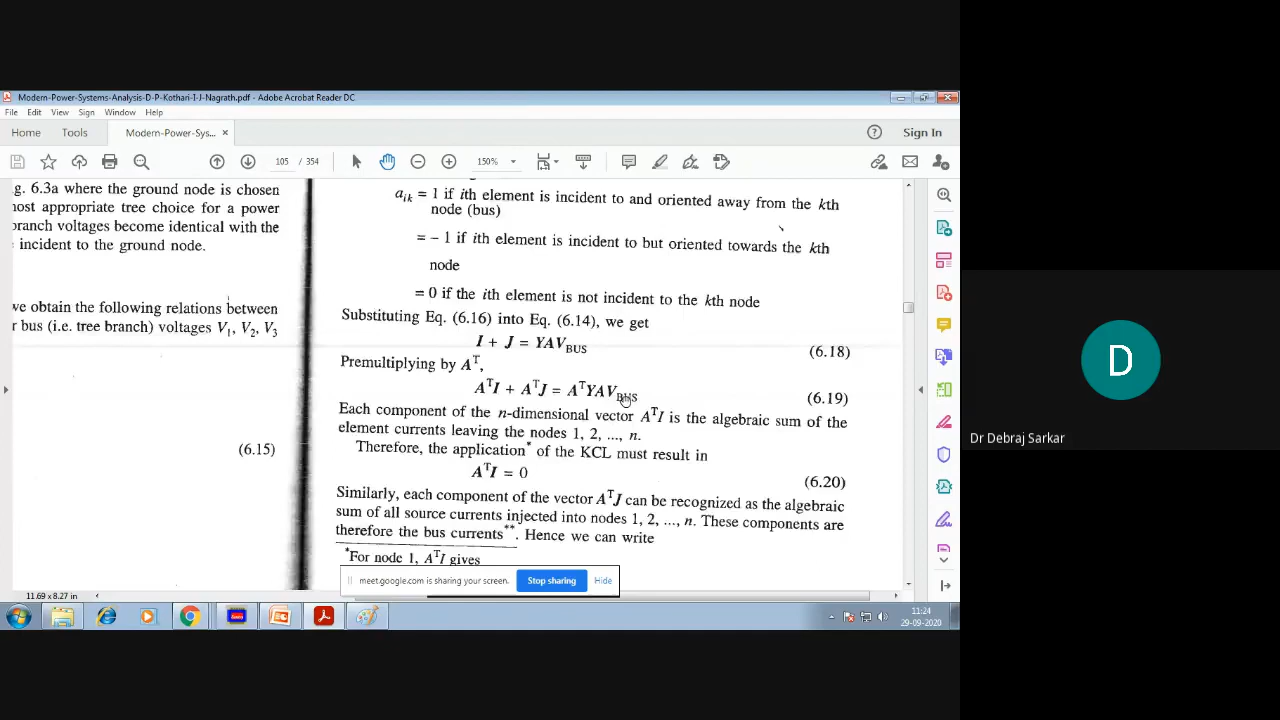 Modern-Power-Systems-Analysis-D-P-Kothari-I-J-Nagrath.pdf - Adobe Acrobat Reader DC
File Edit View Sign Window Help
Home Tools Modern-Power-Sys... × Sign In
105 / 354 150%
g. 6.3a where the ground node is chosen
nost appropriate tree choice for a power
branch voltages become identical with the
incident to the ground node.
we obtain the following relations between
r bus (i.e. tree branch) voltages V₁, V₂, V₃
(6.15)
aᵢₖ = 1 if ith element is incident to and oriented away from the kth
node (bus)
= – 1 if ith element is incident to but oriented towards the kth
node
= 0 if the ith element is not incident to the kth node
Substituting Eq. (6.16) into Eq. (6.14), we get
I + J = YAV_BUS (6.18)
Premultiplying by Aᵀ,
AᵀI + AᵀJ = AᵀYAV_BUS (6.19)
Each component of the n-dimensional vector AᵀI is the algebraic sum of the
element currents leaving the nodes 1, 2, ..., n.
Therefore, the application* of the KCL must result in
AᵀI = 0 (6.20)
Similarly, each component of the vector AᵀJ can be recognized as the algebraic
sum of all source currents injected into nodes 1, 2, ..., n. These components are
therefore the bus currents**. Hence we can write
*For node 1, AᵀI gives
meet.google.com is sharing your screen. Stop sharing Hide
11.69 x 8.27 in
11:24
29-09-2020
D
Dr Debraj Sarkar